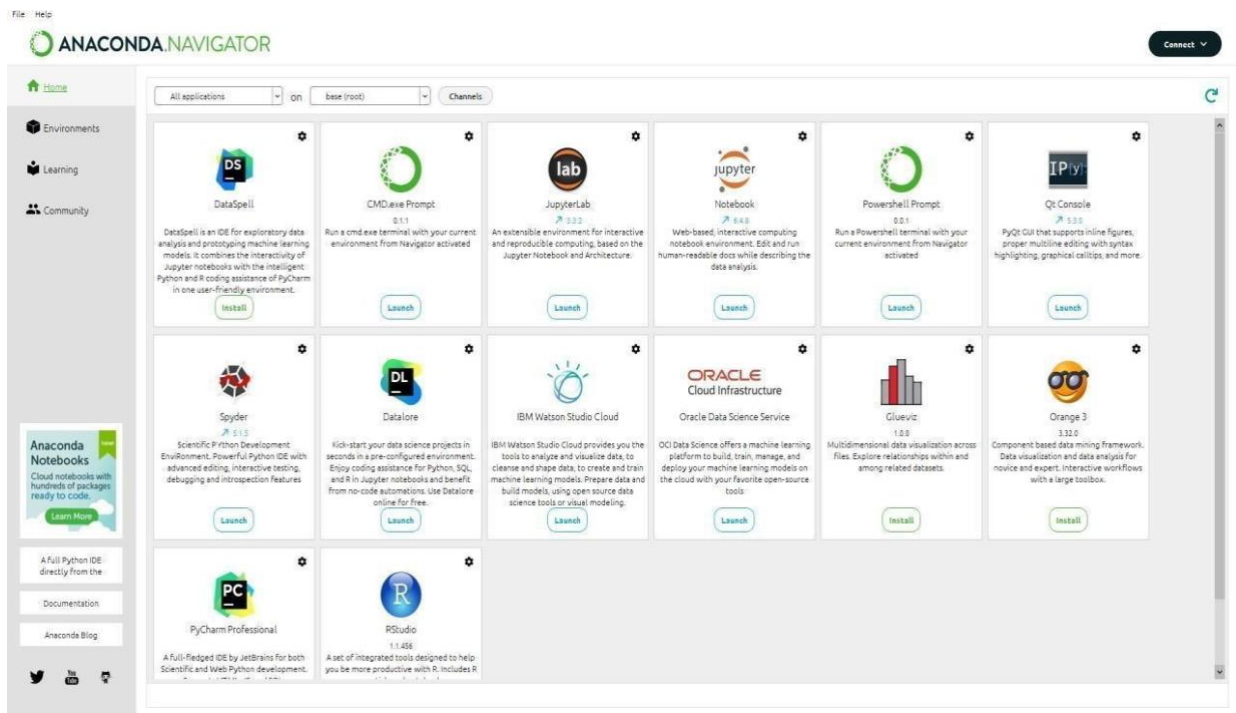 File Help
ANACONDA.NAVIGATOR
Connect
Home
Environments
Learning
Community
All applications on base (root) Channels
DS
DataSpell
DataSpell is an IDE for exploratory data
analysis and prototyping machine learning
models. It combines the interactivity of
Jupyter notebooks with the intelligent
Python and R coding assistance of PyCharm
in one user-friendly environment.
Install
CMD.exe Prompt
0.1.1
Run a cmd.exe terminal with your current
environment from Navigator activated
Launch
lab
JupyterLab
3.3.2
An extensible environment for interactive
and reproducible computing, based on the
Jupyter Notebook and Architecture.
Launch
jupyter
Notebook
6.4.8
Web-based, interactive computing
notebook environment. Edit and run
human-readable docs while describing the
data analysis.
Launch
Powershell Prompt
0.0.1
Run a Powershell terminal with your
current environment from Navigator
activated
Launch
IP[y]:
Qt Console
5.3.0
PyQt GUI that supports inline figures,
proper multiline editing with syntax
highlighting, graphical calltips, and more.
Launch
Spyder
5.1.5
Scientific PYthon Development
EnviRonment. Powerful Python IDE with
advanced editing, interactive testing,
debugging and introspection features
Launch
DL
Datalore
Kick-start your data science projects in
seconds in a pre-configured environment.
Enjoy coding assistance for Python, SQL,
and R in Jupyter notebooks and benefit
from no-code automations. Use Datalore
online for free.
Launch
IBM Watson Studio Cloud
IBM Watson Studio Cloud provides you the
tools to analyze and visualize data, to
cleanse and shape data, to create and train
machine learning models. Prepare data and
build models, using open source data
science tools or visual modeling.
Launch
ORACLE
Cloud Infrastructure
Oracle Data Science Service
OCI Data Science offers a machine learning
platform to build, train, manage, and
deploy your machine learning models on
the cloud with your favorite open-source
tools
Launch
Glueviz
1.0.0
Multidimensional data visualization across
files. Explore relationships within and
among related datasets.
Install
Orange 3
3.32.0
Component based data mining framework.
Data visualization and data analysis for
novice and expert. Interactive workflows
with a large toolbox.
Install
PC
PyCharm Professional
A full-fledged IDE by JetBrains for both
Scientific and Web Python development.
R
RStudio
1.1.456
A set of integrated tools designed to help
you be more productive with R. Includes R
new
Anaconda
Notebooks
Cloud notebooks with
hundreds of packages
ready to code.
Learn More
A Full Python IDE
directly from the
Documentation
Anaconda Blog
You
Tube